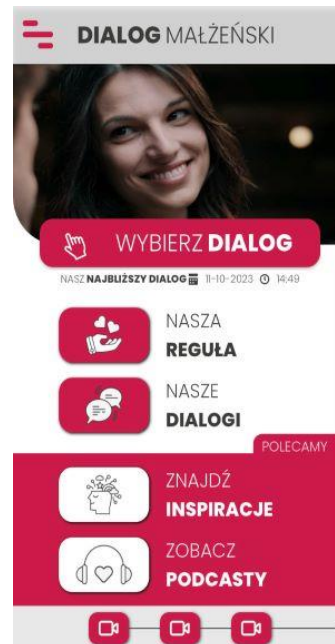 DIALOG MAŁŻEŃSKI
WYBIERZ DIALOG
NASZ NAJBLIŻSZY DIALOG 11-10-2023 14:49
NASZA
REGUŁA
NASZE
DIALOGI
POLECAMY
ZNAJDŹ
INSPIRACJE
ZOBACZ
PODCASTY